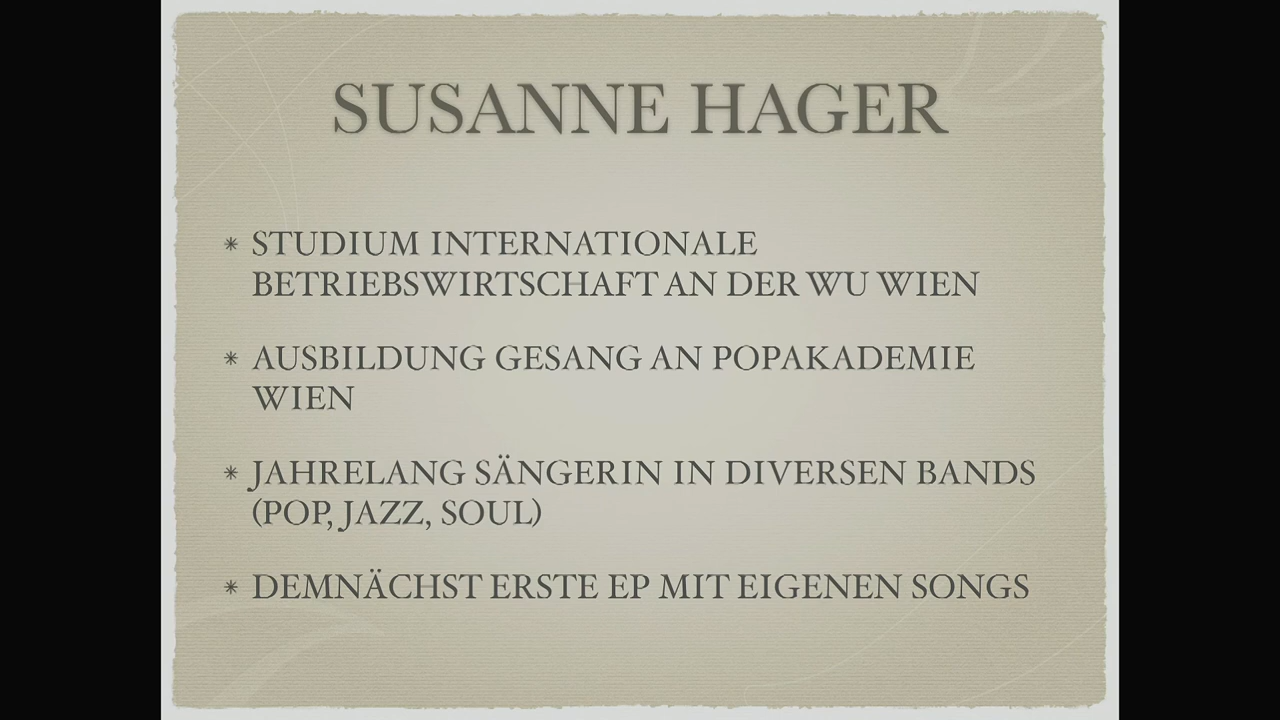 SUSANNE HAGER
* STUDIUM INTERNATIONALE
BETRIEBSWIRTSCHAFT AN DER WU WIEN
* AUSBILDUNG GESANG AN POPAKADEMIE
WIEN
* JAHRELANG SÄNGERIN IN DIVERSEN BANDS
(POP, JAZZ, SOUL)
* DEMNÄCHST ERSTE EP MIT EIGENEN SONGS